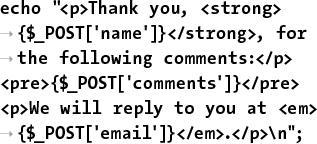 echo "<p>Thank you, <strong>
→ {$_POST['name']}</strong>, for
→ the following comments:</p>
<pre>{$_POST['comments']}</pre>
<p>We will reply to you at <em>
→ {$_POST['email']}</em>.</p>\n";